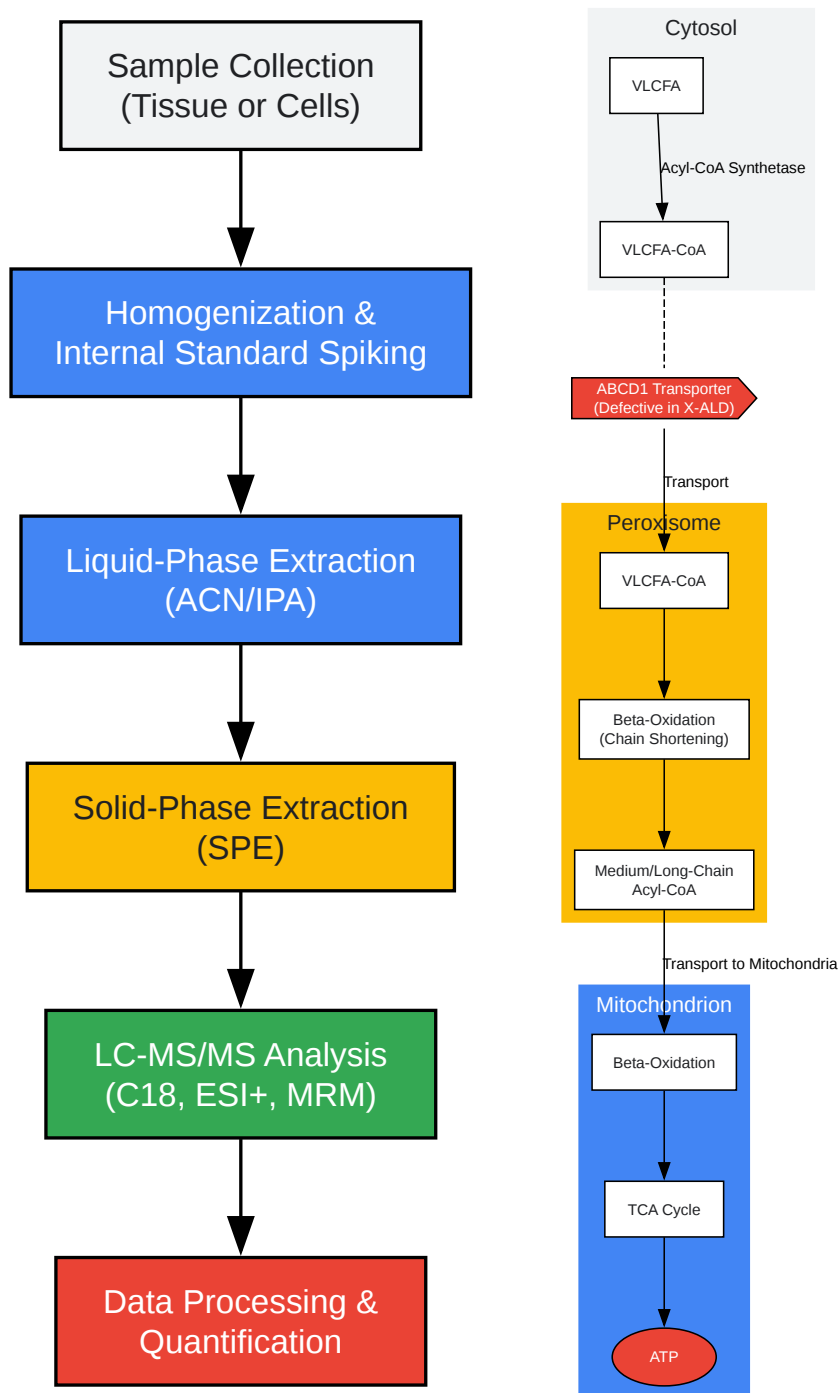 Sample Collection
(Tissue or Cells)
Homogenization &
Internal Standard Spiking
Liquid-Phase Extraction
(ACN/IPA)
Solid-Phase Extraction
(SPE)
LC-MS/MS Analysis
(C18, ESI+, MRM)
Data Processing &
Quantification
Cytosol
VLCFA
Acyl-CoA Synthetase
VLCFA-CoA
ABCD1 Transporter
(Defective in X-ALD)
Transport
Peroxisome
VLCFA-CoA
Beta-Oxidation
(Chain Shortening)
Medium/Long-Chain
Acyl-CoA
Transport to Mitochondria
Mitochondrion
Beta-Oxidation
TCA Cycle
ATP